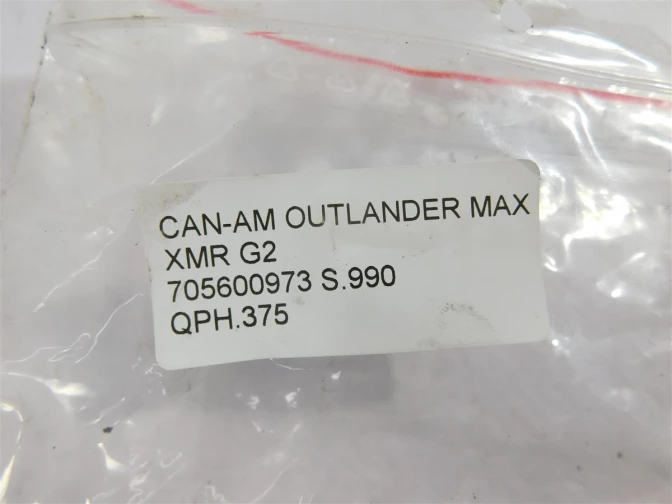 CAN-AM OUTLANDER MAX
XMR G2
705600973 S.990
QPH.375